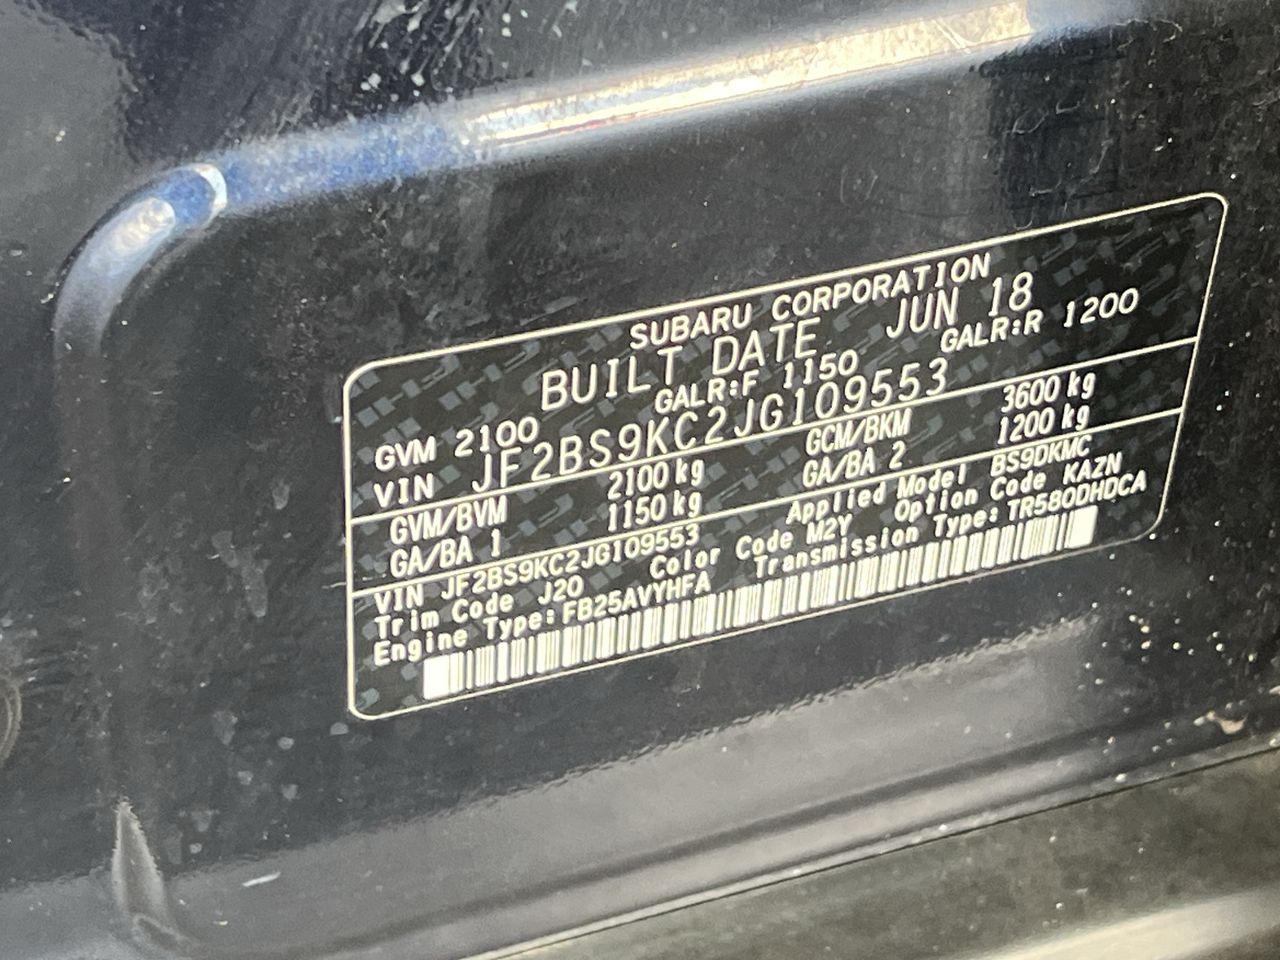 SUBARU CORPORATION
BUILT DATE JUN 18
GVM 2100 GALR:F 1150 GALR:R 1200
VIN JF2BS9KC2JG109553
GVM/BVM 2100 kg GCM/BKM 3600 kg
GA/BA 1 1150 kg GA/BA 2 1200 kg
VIN JF2BS9KC2JG109553 Applied Model BS9DKMC
Trim Code J20 Color Code M2Y Option Code KAZN
Engine Type:FB25AVYHFA Transmission Type:TR580DHDCA